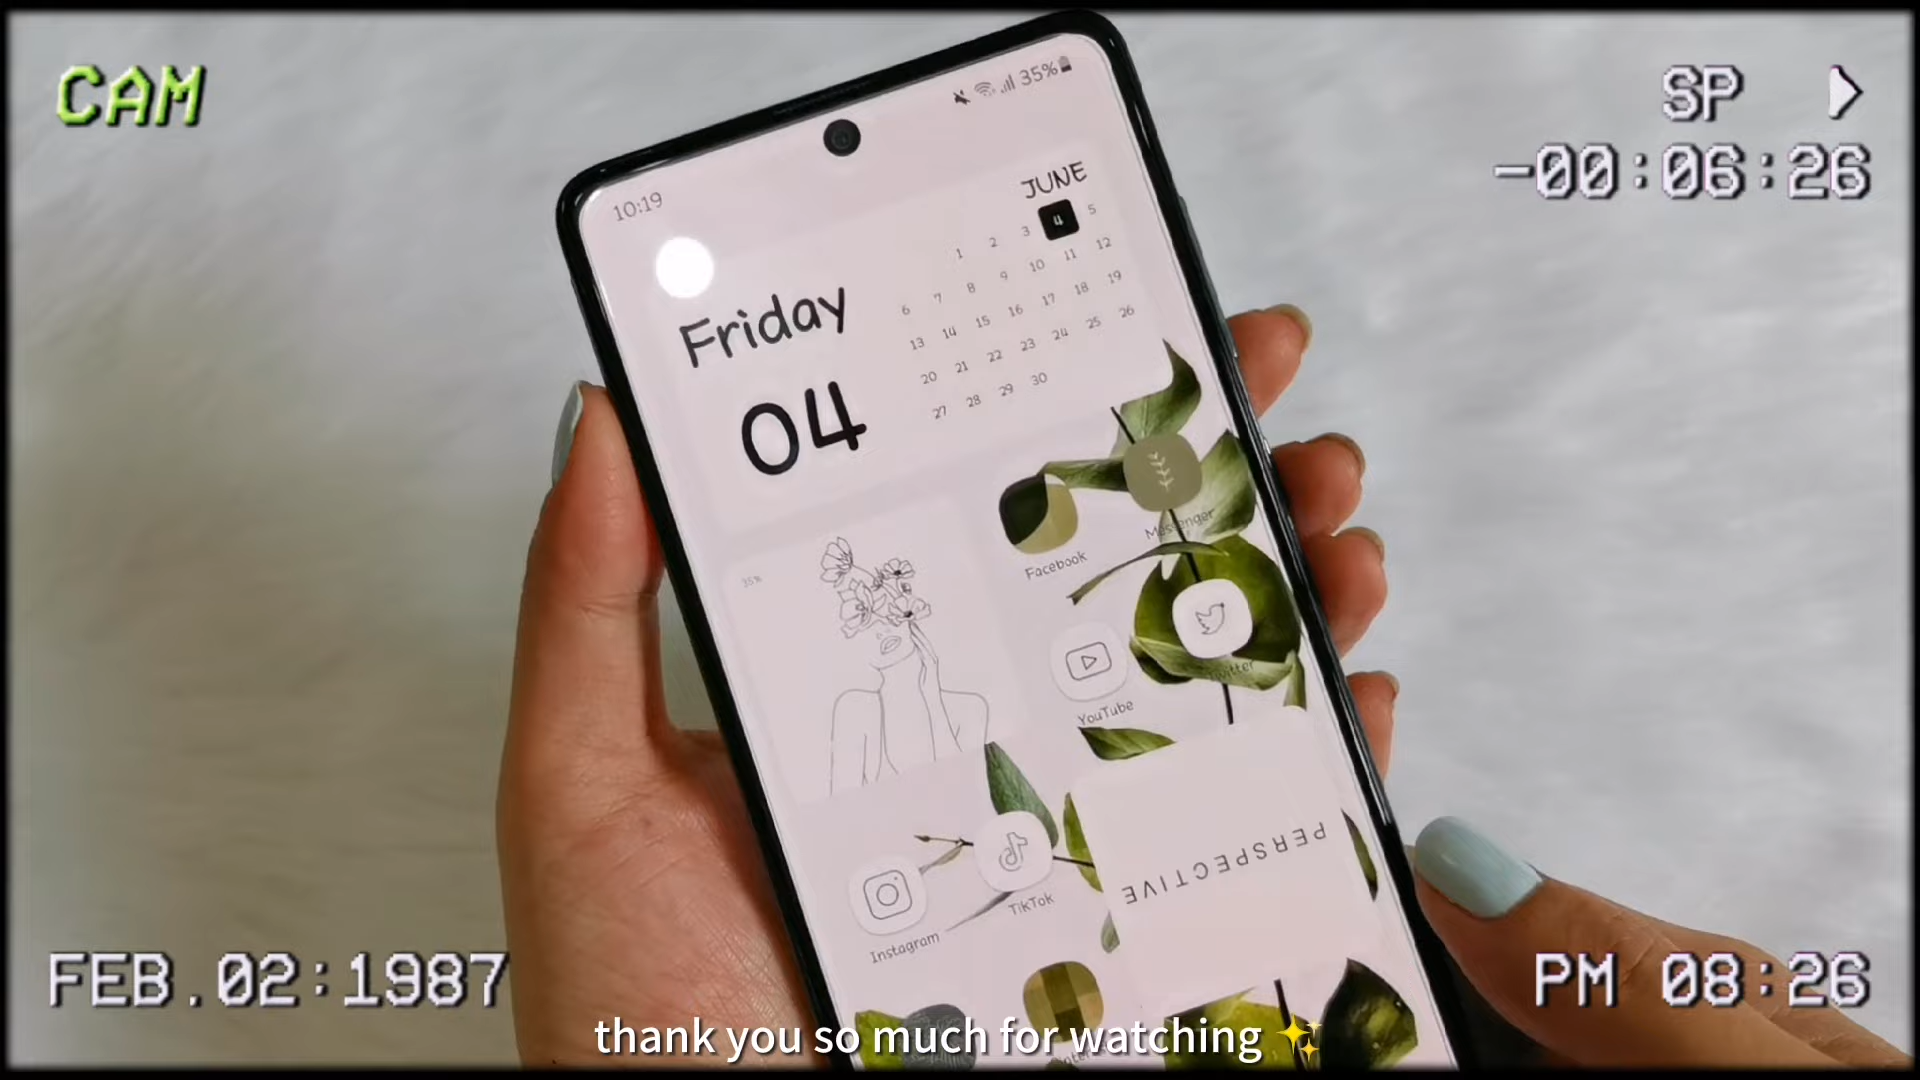 CAM
SP
-00:06:26
35%
10:19
JUNE
4 5
1 2 3
6 7 8 9 10 11 12
13 14 15 16 17 18 19
20 21 22 23 24 25 26
27 28 29 30
Friday
04
35%
Messenger
Facebook
Twitter
YouTube
PERSPECTIVE
TikTok
Instagram
FEB.02:1987
PM 08:26
thank you so much for watching ✨